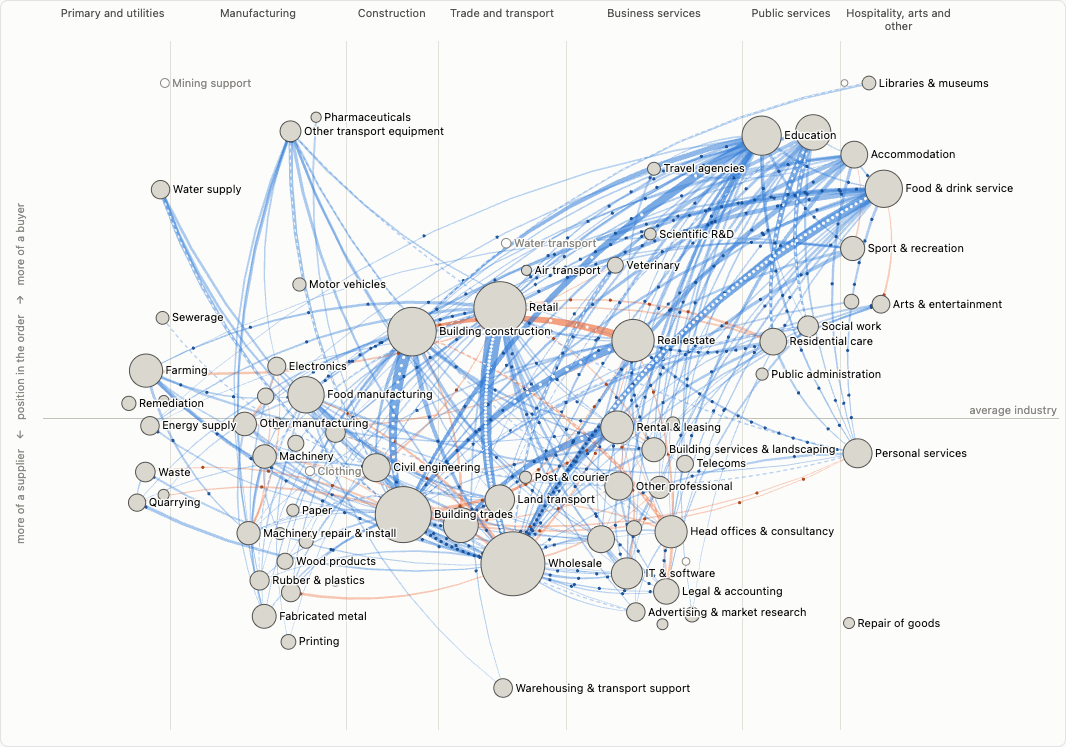 Primary and utilities
Manufacturing
Construction
Trade and transport
Business services
Public services
Hospitality, arts and
other
Mining support
Libraries & museums
Pharmaceuticals
Other transport equipment
Education
Accommodation
Travel agencies
Water supply
Food & drink service
Scientific R&D
Water transport
Sport & recreation
Air transport
Veterinary
Motor vehicles
Retail
Arts & entertainment
Sewerage
Building construction
Social work
Real estate
Residential care
Electronics
Farming
Public administration
Food manufacturing
Remediation
average industry
Energy supply
Other manufacturing
Rental & leasing
Building services & landscaping
Personal services
Machinery
Telecoms
Waste
Clothing
Civil engineering
Post & courier
Other professional
Quarrying
Land transport
Paper
Building trades
Machinery repair & install
Head offices & consultancy
Wood products
Wholesale
IT & software
Rubber & plastics
Legal & accounting
Fabricated metal
Advertising & market research
Repair of goods
Printing
Warehousing & transport support
more of a supplier ← position in the order → more of a buyer